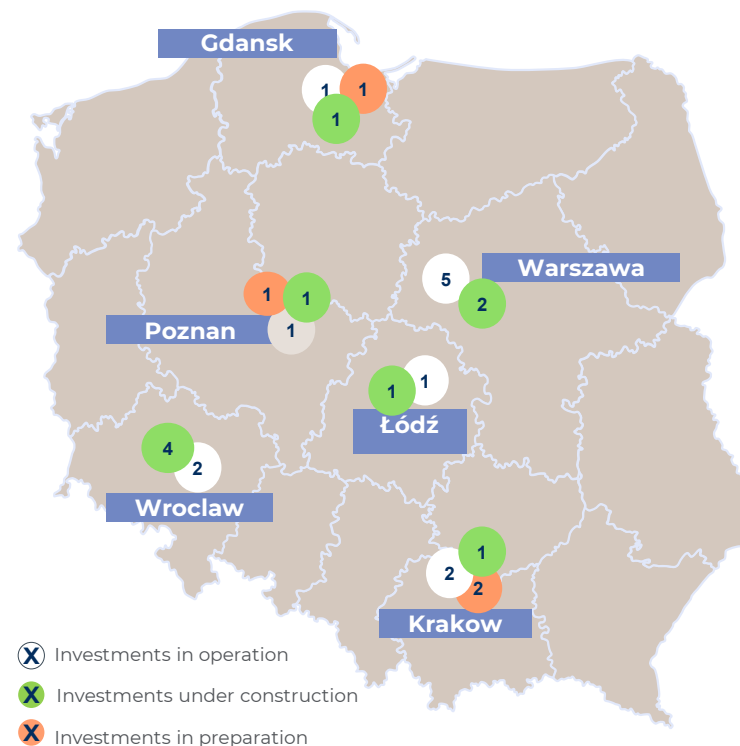 Gdansk
1
1
1
Warszawa
5
2
1
1
Poznan
1
1
1
Łódź
4
2
Wroclaw
1
2
2
Krakow
X Investments in operation
X Investments under construction
X Investments in preparation